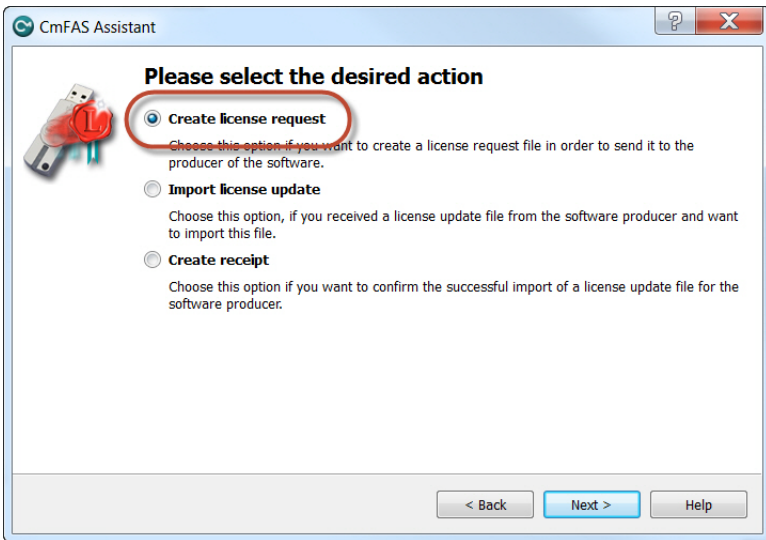 CmFAS Assistant
Please select the desired action
L
Create license request
Choose this option if you want to create a license request file in order to send it to the
producer of the software.
Import license update
Choose this option, if you received a license update file from the software producer and want
to import this file.
Create receipt
Choose this option if you want to confirm the successful import of a license update file for the
software producer.
< Back
Next >
Help